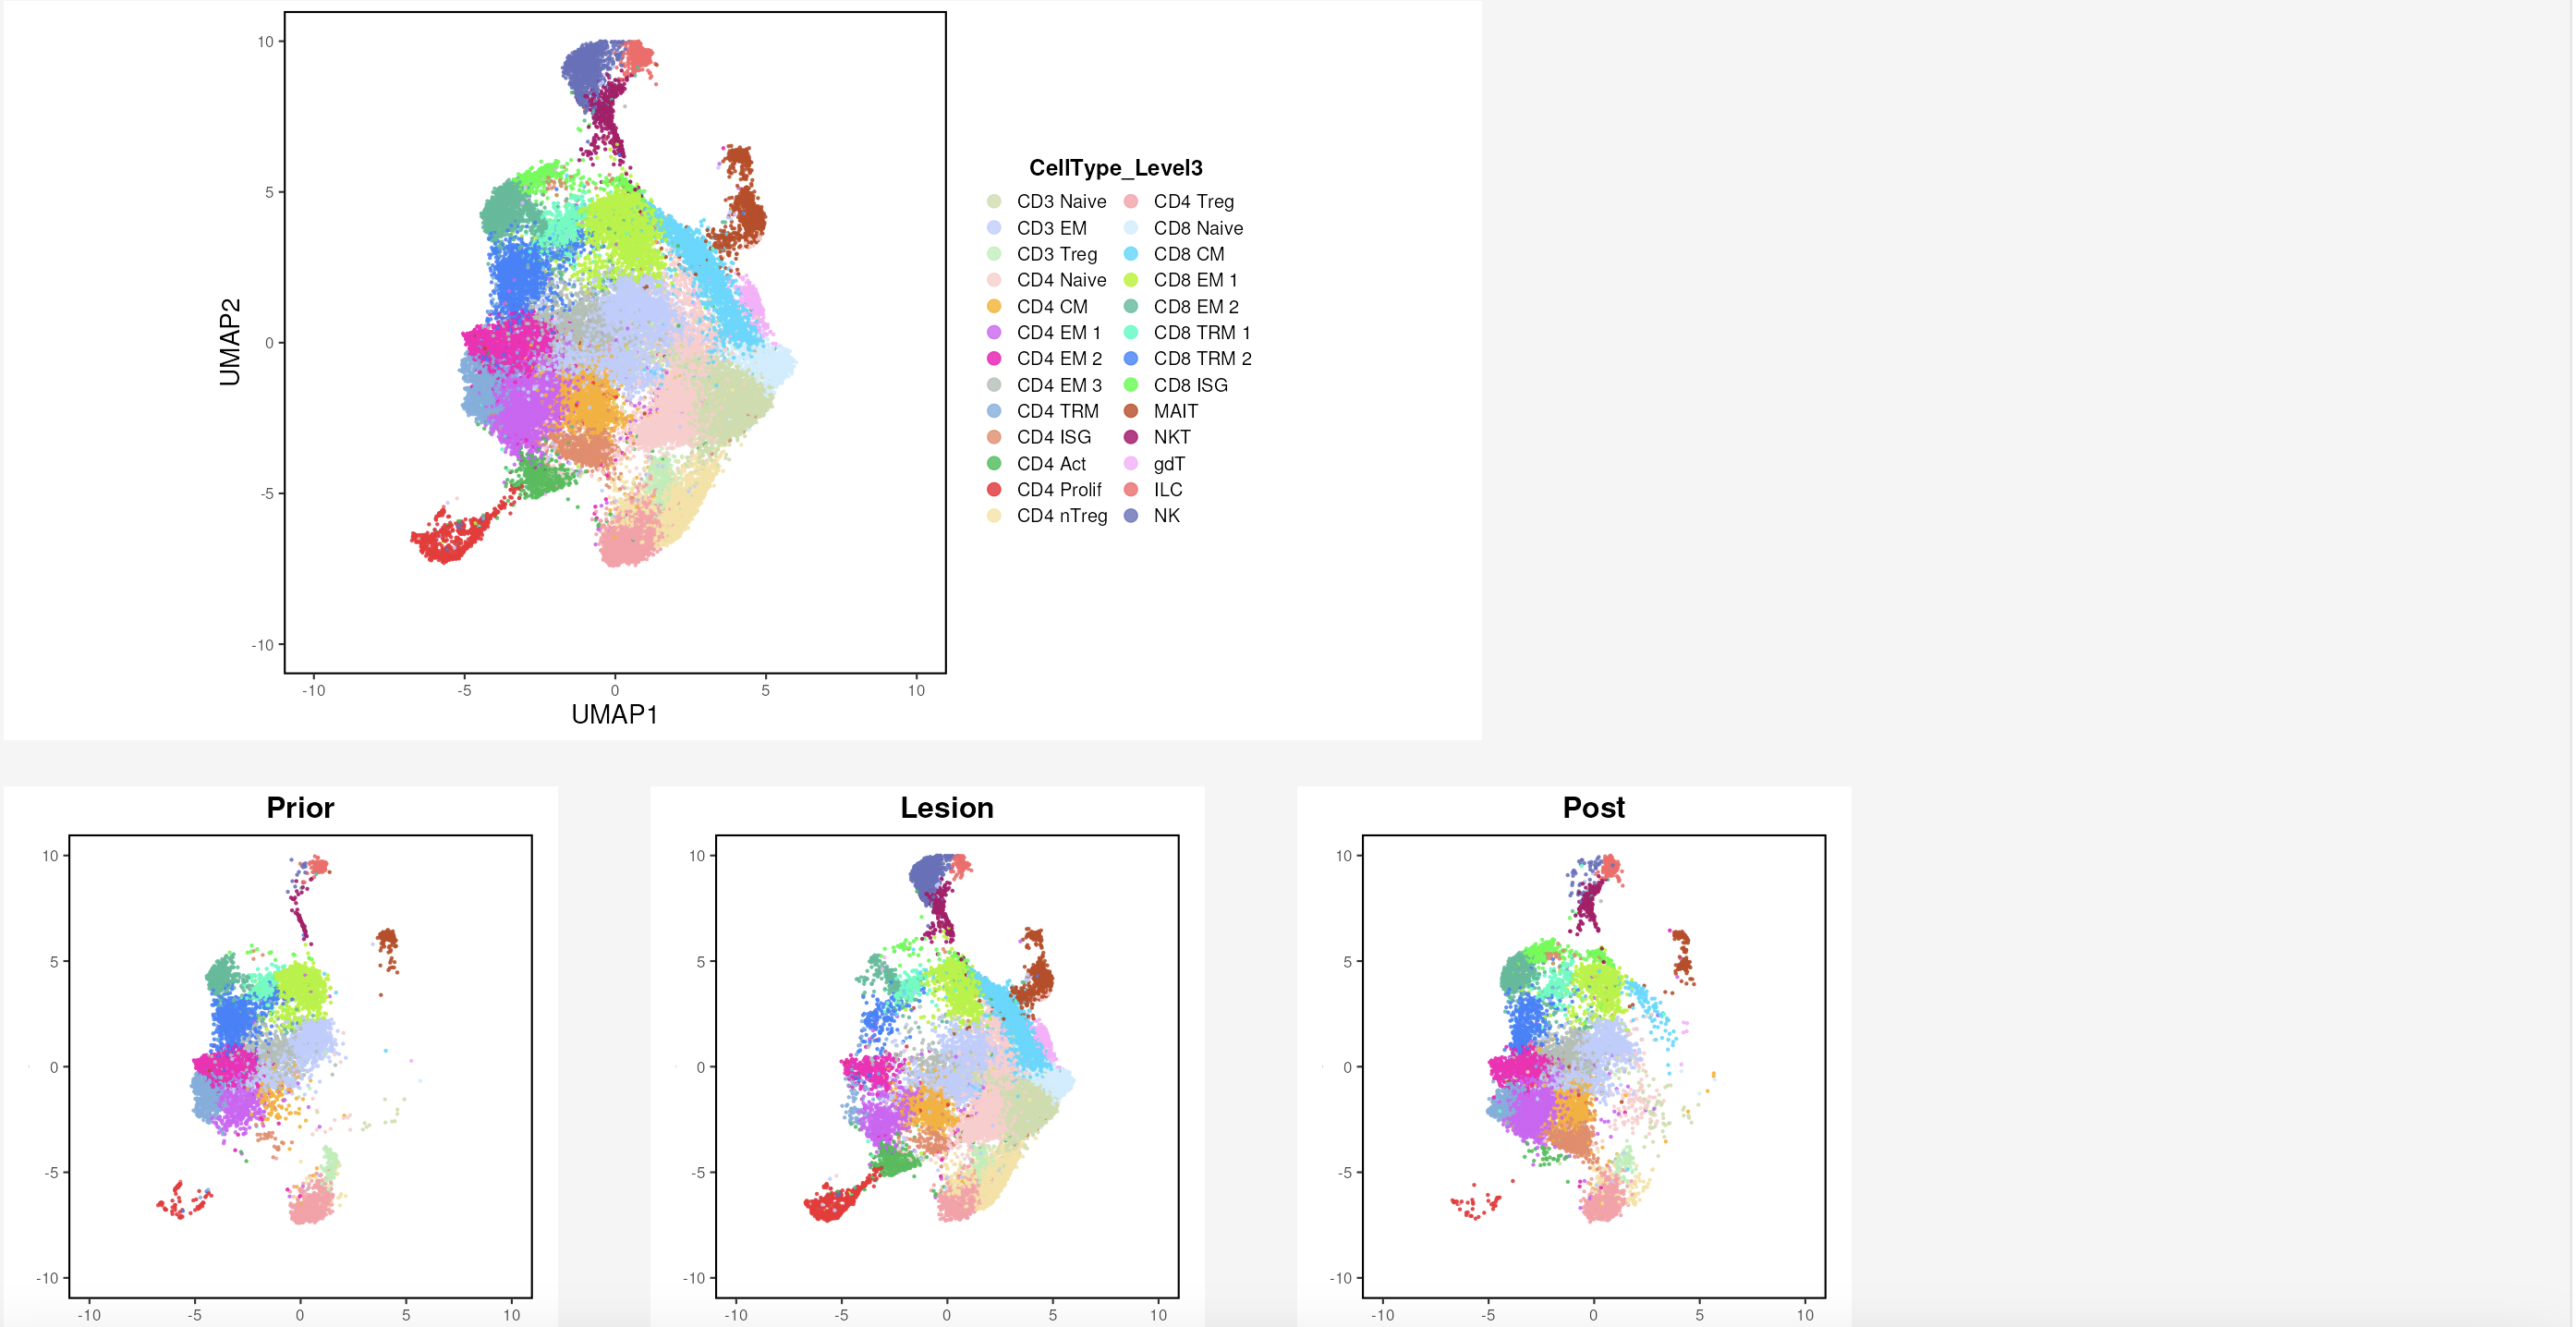 10
5
0
-5
-10
UMAP2
-10 -5 0 5 10
UMAP1
CellType_Level3
CD3 Naive CD4 Treg
CD3 EM CD8 Naive
CD3 Treg CD8 CM
CD4 Naive CD8 EM 1
CD4 CM CD8 EM 2
CD4 EM 1 CD8 TRM 1
CD4 EM 2 CD8 TRM 2
CD4 EM 3 CD8 ISG
CD4 TRM MAIT
CD4 ISG NKT
CD4 Act gdT
CD4 Prolif ILC
CD4 nTreg NK
Prior
10
5
0
-5
-10
-10 -5 0 5 10
Lesion
10
5
0
-5
-10
-10 -5 0 5 10
Post
10
5
0
-5
-10
-10 -5 0 5 10